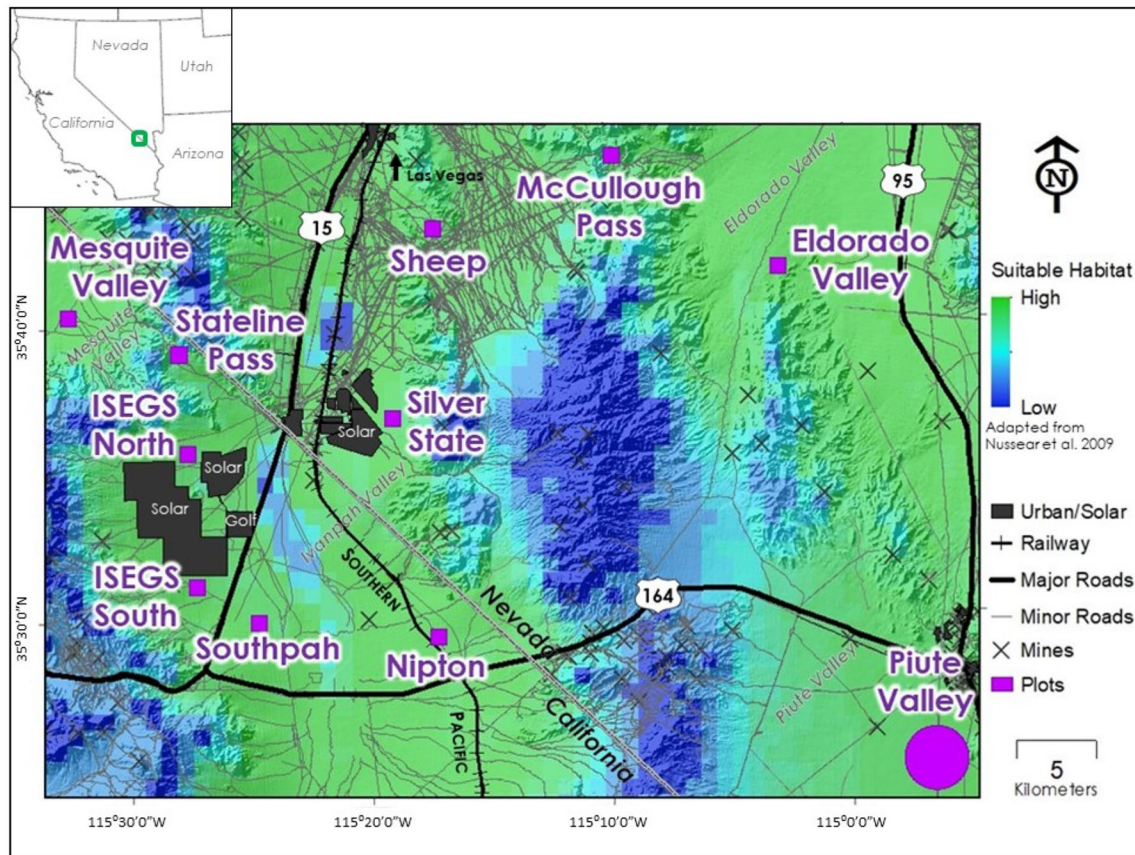 Nevada
Utah
California
Arizona
Las Vegas
McCullough
Pass
Eldorado Valley
95
15
Mesquite
Valley
Sheep
Eldorado
Valley
Mesquite
Valley
Stateline
Pass
ISEGS
North
Silver
State
Solar
Solar
Solar
Golf
Ivanpah Valley
ISEGS
South
SOUTHERN
Nevada
164
Southpah
Nipton
Piute Valley
Piute
Valley
PACIFIC
California
N
Suitable Habitat
High
Low
Adapted from
Nussear et al. 2009
Urban/Solar
Railway
Major Roads
Minor Roads
Mines
Plots
5
Kilometers
35°40'0"N
35°30'0"N
115°30'0"W
115°20'0"W
115°10'0"W
115°0'0"W